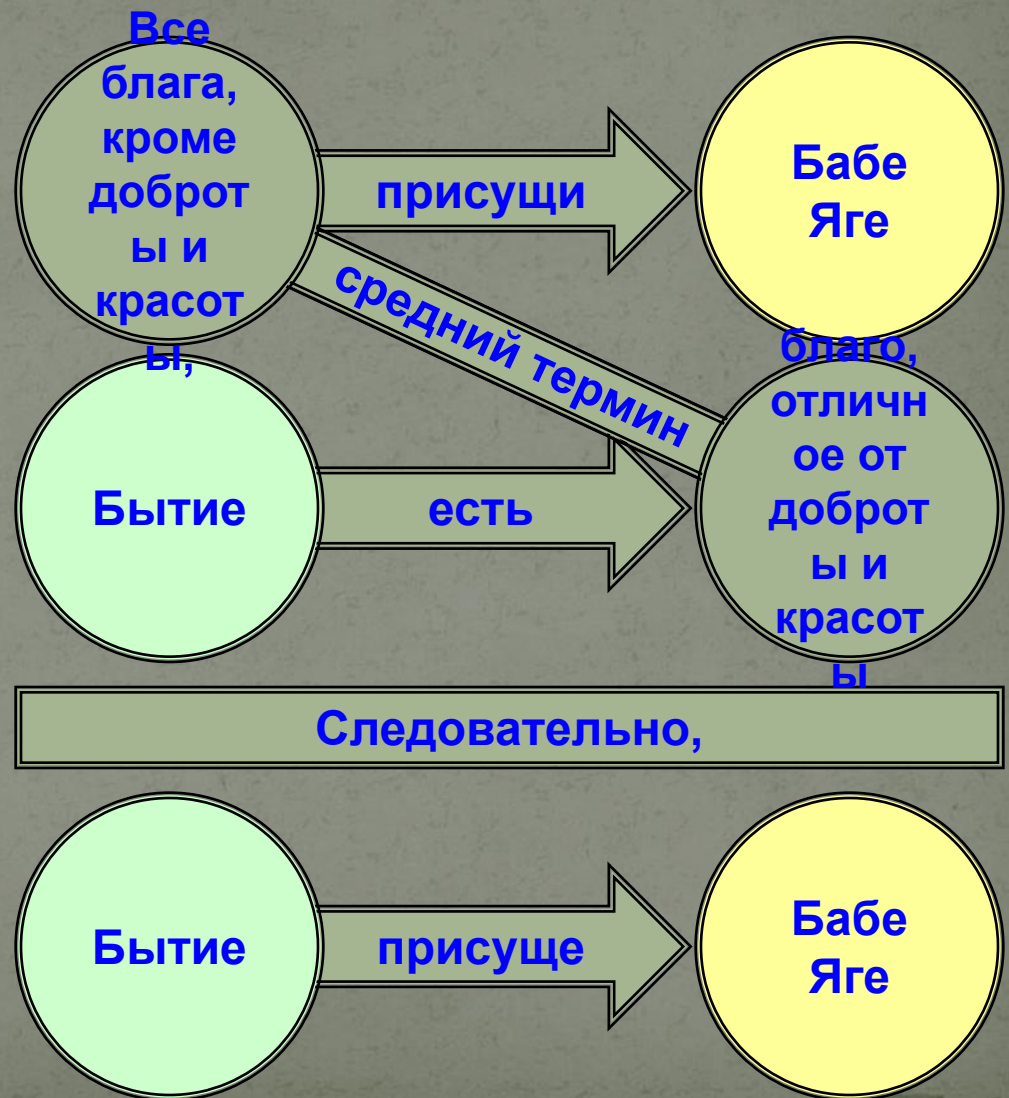 Все
блага,
кроме
доброт
ы и
красот
ы,
присущи
Бабе
Яге
средний термин
Бытие
есть
благо,
отличн
ое от
доброт
ы и
красот
ы
Следовательно,
Бытие
присуще
Бабе
Яге